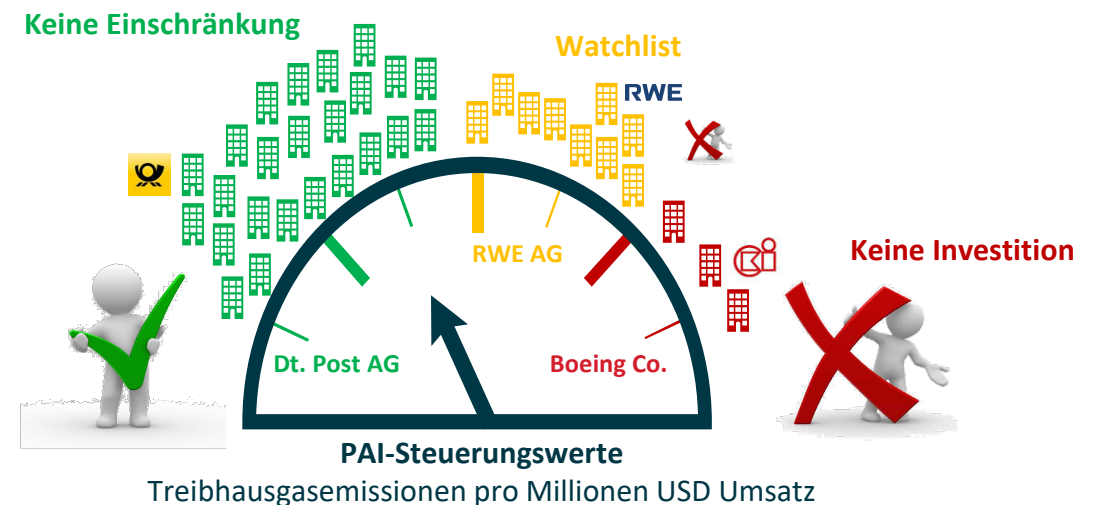 Keine Einschränkung
Watchlist
RWE
RWE AG
Keine Investition
Dt. Post AG
Boeing Co.
PAI-Steuerungswerte
Treibhausgasemissionen pro Millionen USD Umsatz